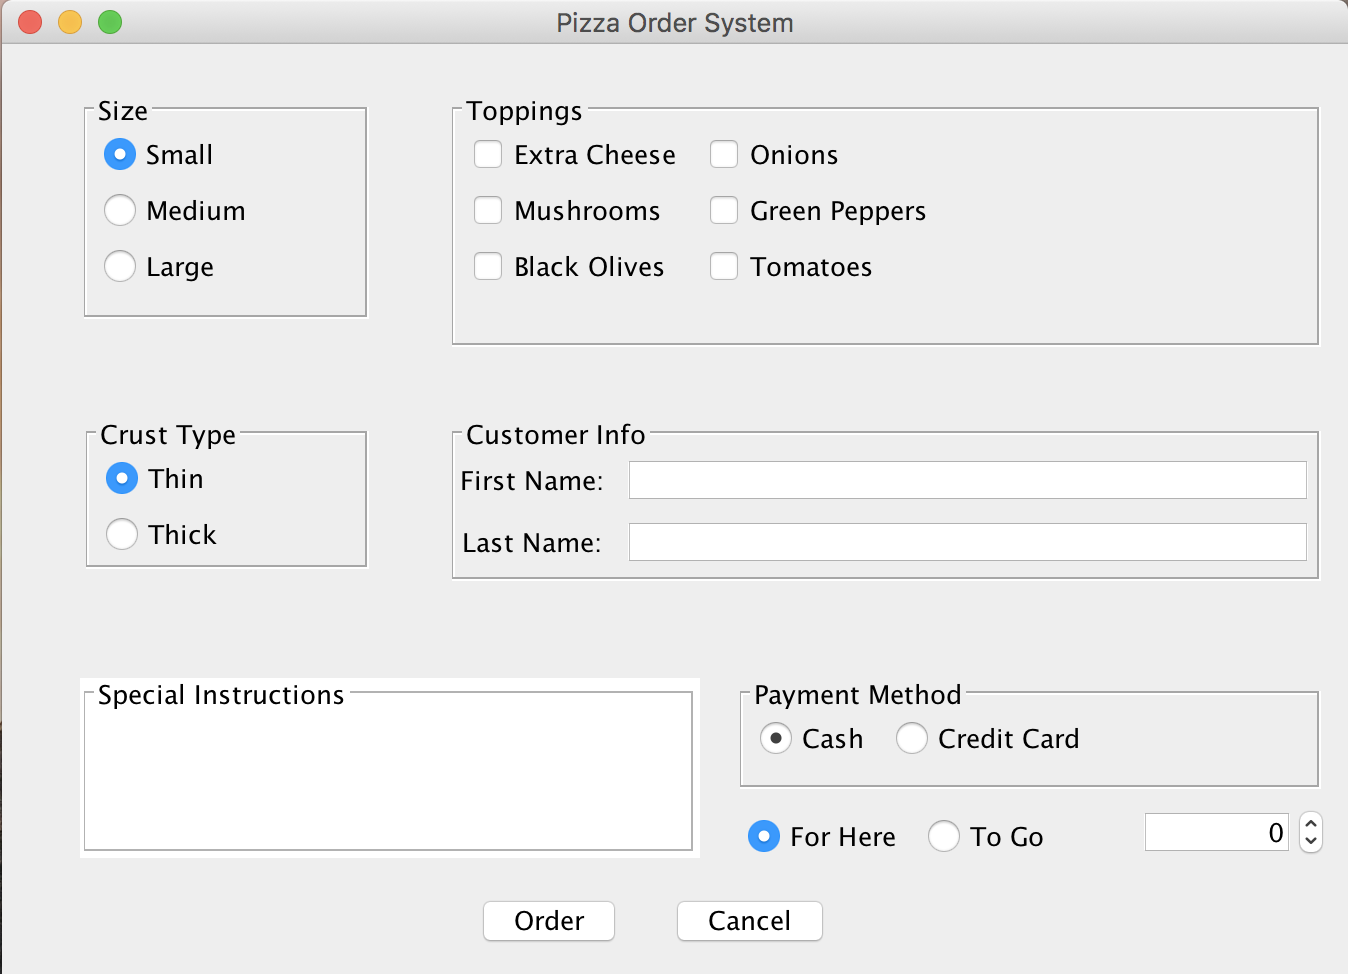 Pizza Order System
Size
Small
Medium
Large
Toppings
Extra Cheese Onions
Mushrooms Green Peppers
Black Olives Tomatoes
Crust Type
Thin
Thick
Customer Info
First Name:
Last Name:
Special Instructions
Payment Method
Cash Credit Card
For Here To Go 0
Order Cancel